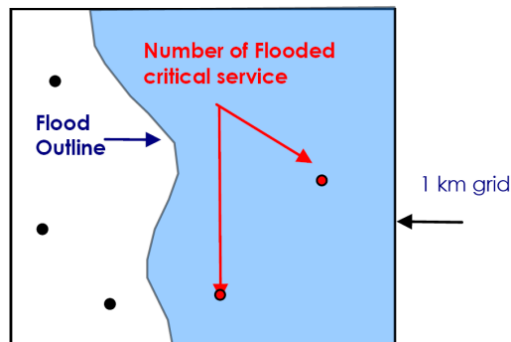 Number of Flooded
critical service
Flood
Outline
1 km grid